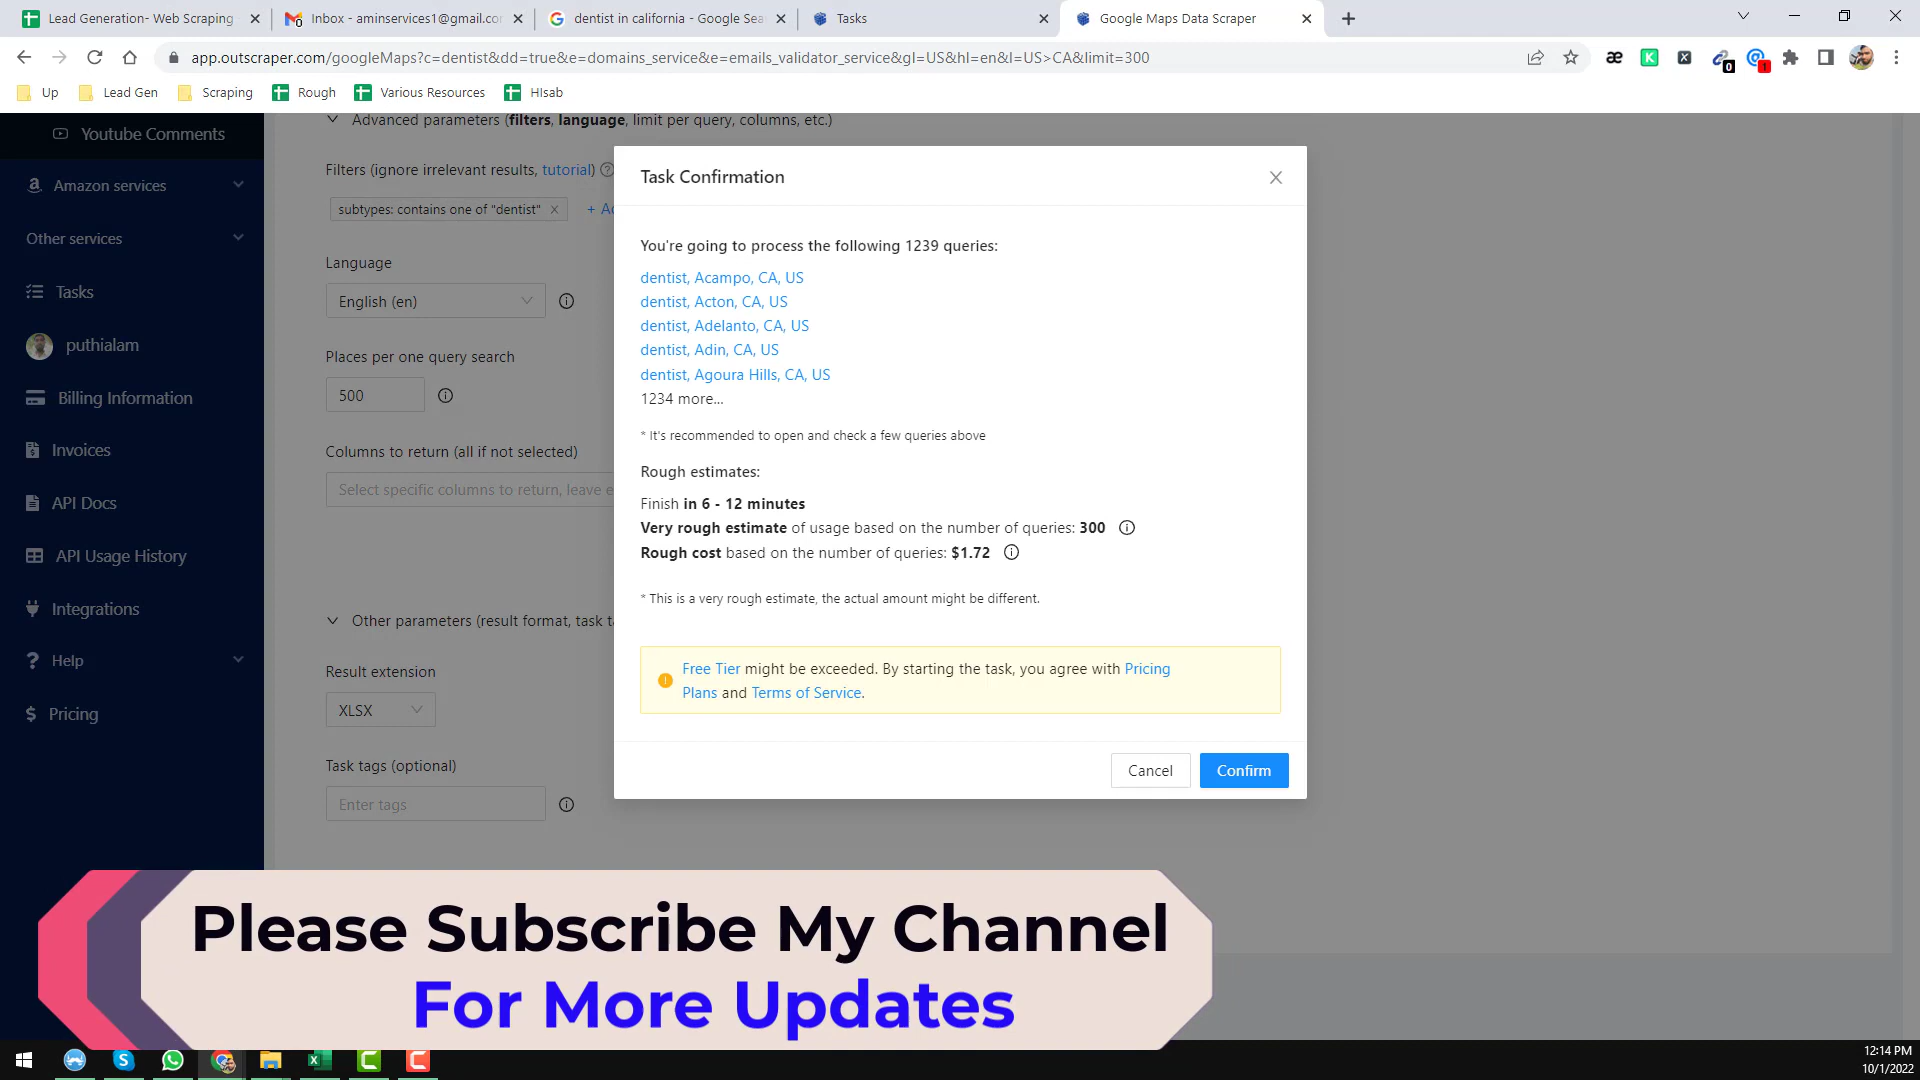 Lead Generation- Web Scraping
Inbox - aminservices1@gmail.co
dentist in california - Google Sea
Tasks
Google Maps Data Scraper
app.outscraper.com/googleMaps?c=dentist&dd=true&e=domains_service&e=emails_validator_service&gl=US&hl=en&l=US>CA&limit=300
Up
Lead Gen
Scraping
Rough
Various Resources
HIsab
Youtube Comments
Amazon services
Other services
Tasks
puthialam
Billing Information
Invoices
API Docs
API Usage History
Integrations
Help
Pricing
Advanced parameters (filters, language, limit per query, columns, etc.)
Filters (ignore irrelevant results, tutorial)
subtypes: contains one of "dentist"
+ Ad
Language
English (en)
Places per one query search
500
Columns to return (all if not selected)
Select specific columns to return, leave e
Other parameters (result format, task ta
Result extension
XLSX
Task tags (optional)
Enter tags
Task Confirmation
You're going to process the following 1239 queries:
dentist, Acampo, CA, US
dentist, Acton, CA, US
dentist, Adelanto, CA, US
dentist, Adin, CA, US
dentist, Agoura Hills, CA, US
1234 more...
* It's recommended to open and check a few queries above
Rough estimates:
Finish in 6 - 12 minutes
Very rough estimate of usage based on the number of queries: 300
Rough cost based on the number of queries: $1.72
* This is a very rough estimate, the actual amount might be different.
Free Tier might be exceeded. By starting the task, you agree with Pricing
Plans and Terms of Service.
Cancel
Confirm
Please Subscribe My Channel
For More Updates
12:14 PM
10/1/2022